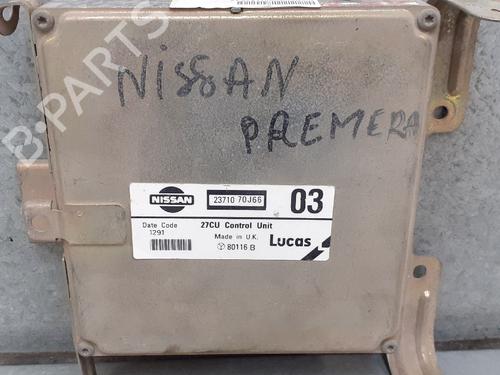 NISSAN
PREMERA
B-PARTS
NISSAN
23710 70J66
03
Date Code
1291
27CU Control Unit
Made in U.K.
80116 B
Lucas